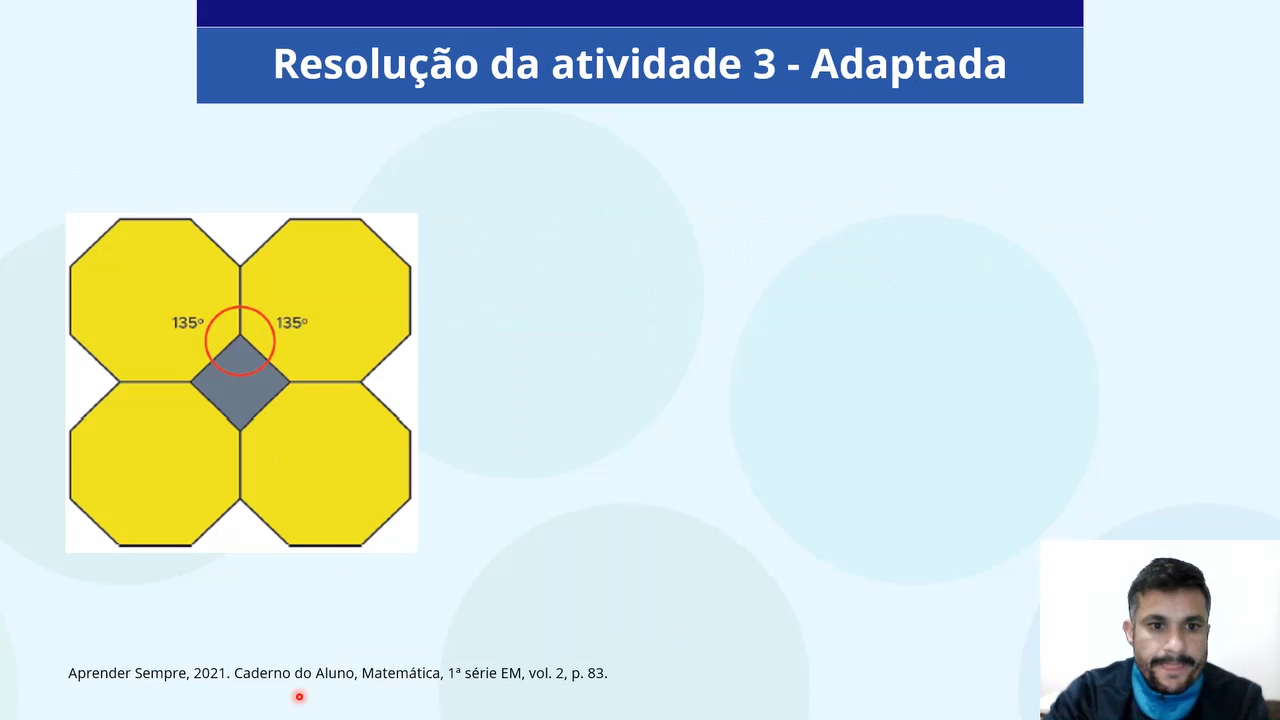 Resolução da atividade 3 - Adaptada
135º 135º
Aprender Sempre, 2021. Caderno do Aluno, Matemática, 1ª série EM, vol. 2, p. 83.